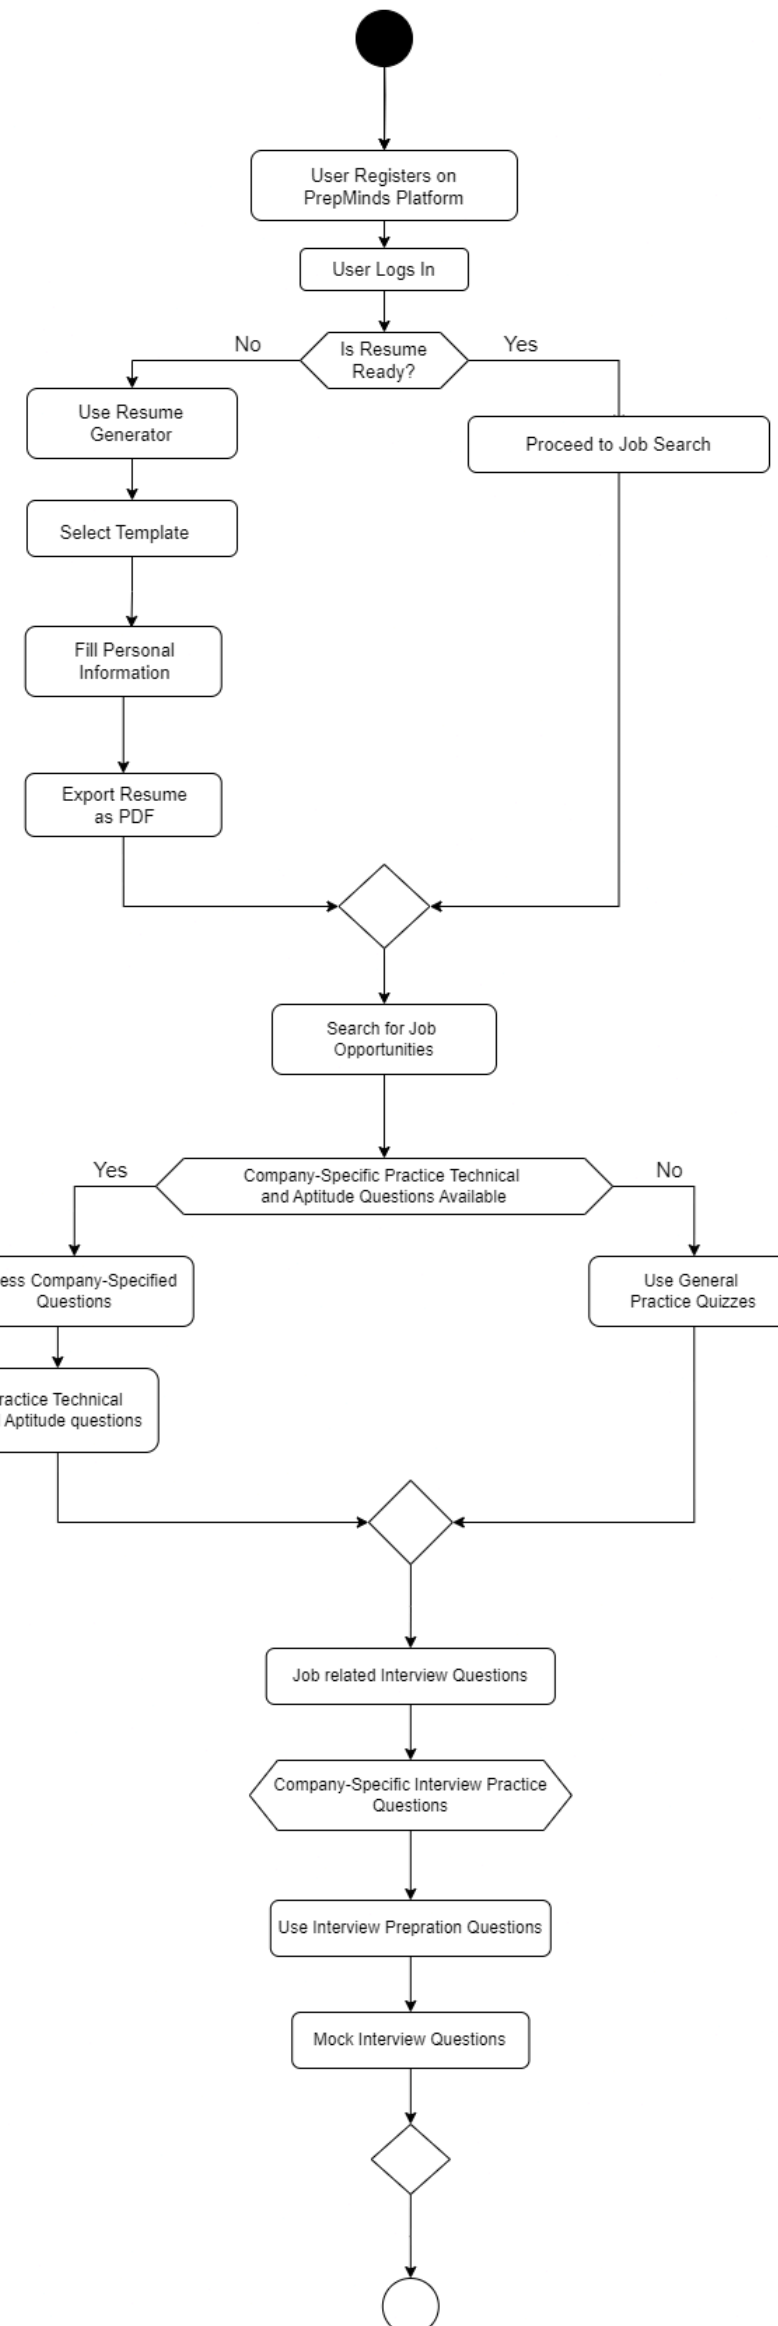 User Registers on
PrepMinds Platform
User Logs In
No
Is Resume
Ready?
Yes
Use Resume
Generator
Proceed to Job Search
Select Template
Fill Personal
Information
Export Resume
as PDF
Search for Job
Opportunities
Yes
Company-Specific Practice Technical
and Aptitude Questions Available
No
ess Company-Specified
Questions
Use General
Practice Quizzes
ractice Technical
Aptitude questions
Job related Interview Questions
Company-Specific Interview Practice
Questions
Use Interview Prepration Questions
Mock Interview Questions